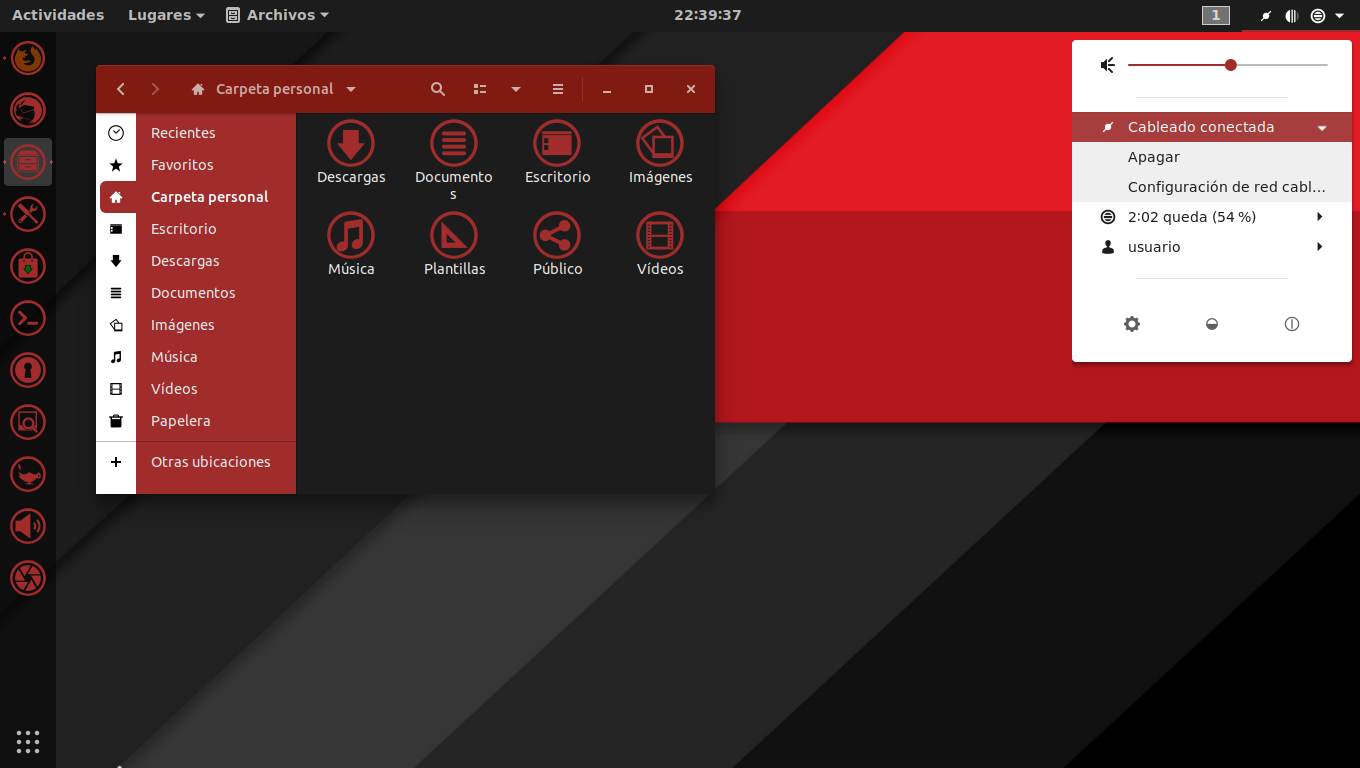 Actividades
Lugares
Archivos
22:39:37
1
Carpeta personal
Recientes
Favoritos
Carpeta personal
Escritorio
Descargas
Documentos
Imágenes
Música
Vídeos
Papelera
Otras ubicaciones
Descargas
Documento
s
Escritorio
Imágenes
Música
Plantillas
Público
Vídeos
Cableado conectada
Apagar
Configuración de red cabl…
2:02 queda (54 %)
usuario